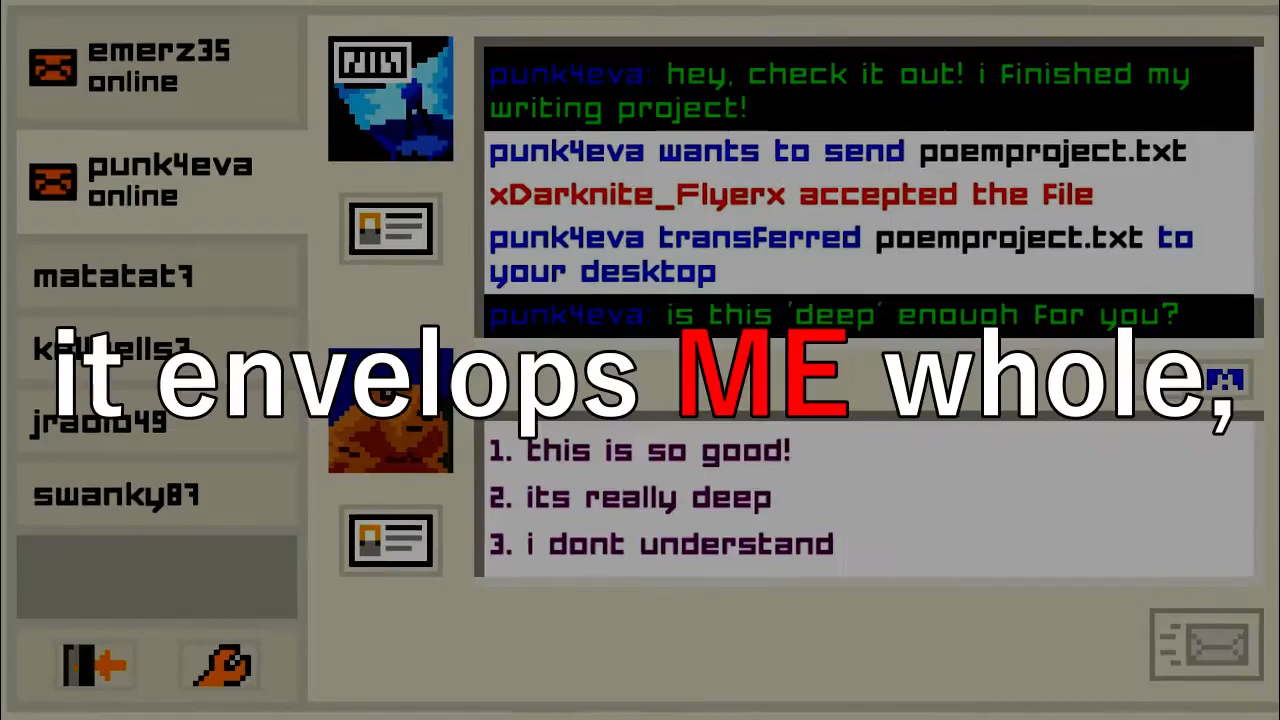 emerz35
online
punk4eva
online
matatat7
jradio49
swanky87
NIN
punk4eva: hey, check it out! i finished my
writing project!
punk4eva wants to send poemproject.txt
xDarknite_Flyerx accepted the file
punk4eva transferred poemproject.txt to
your desktop
punk4eva: is this 'deep' enough for you?
it envelops ME whole,
1. this is so good!
2. its really deep
3. i dont understand